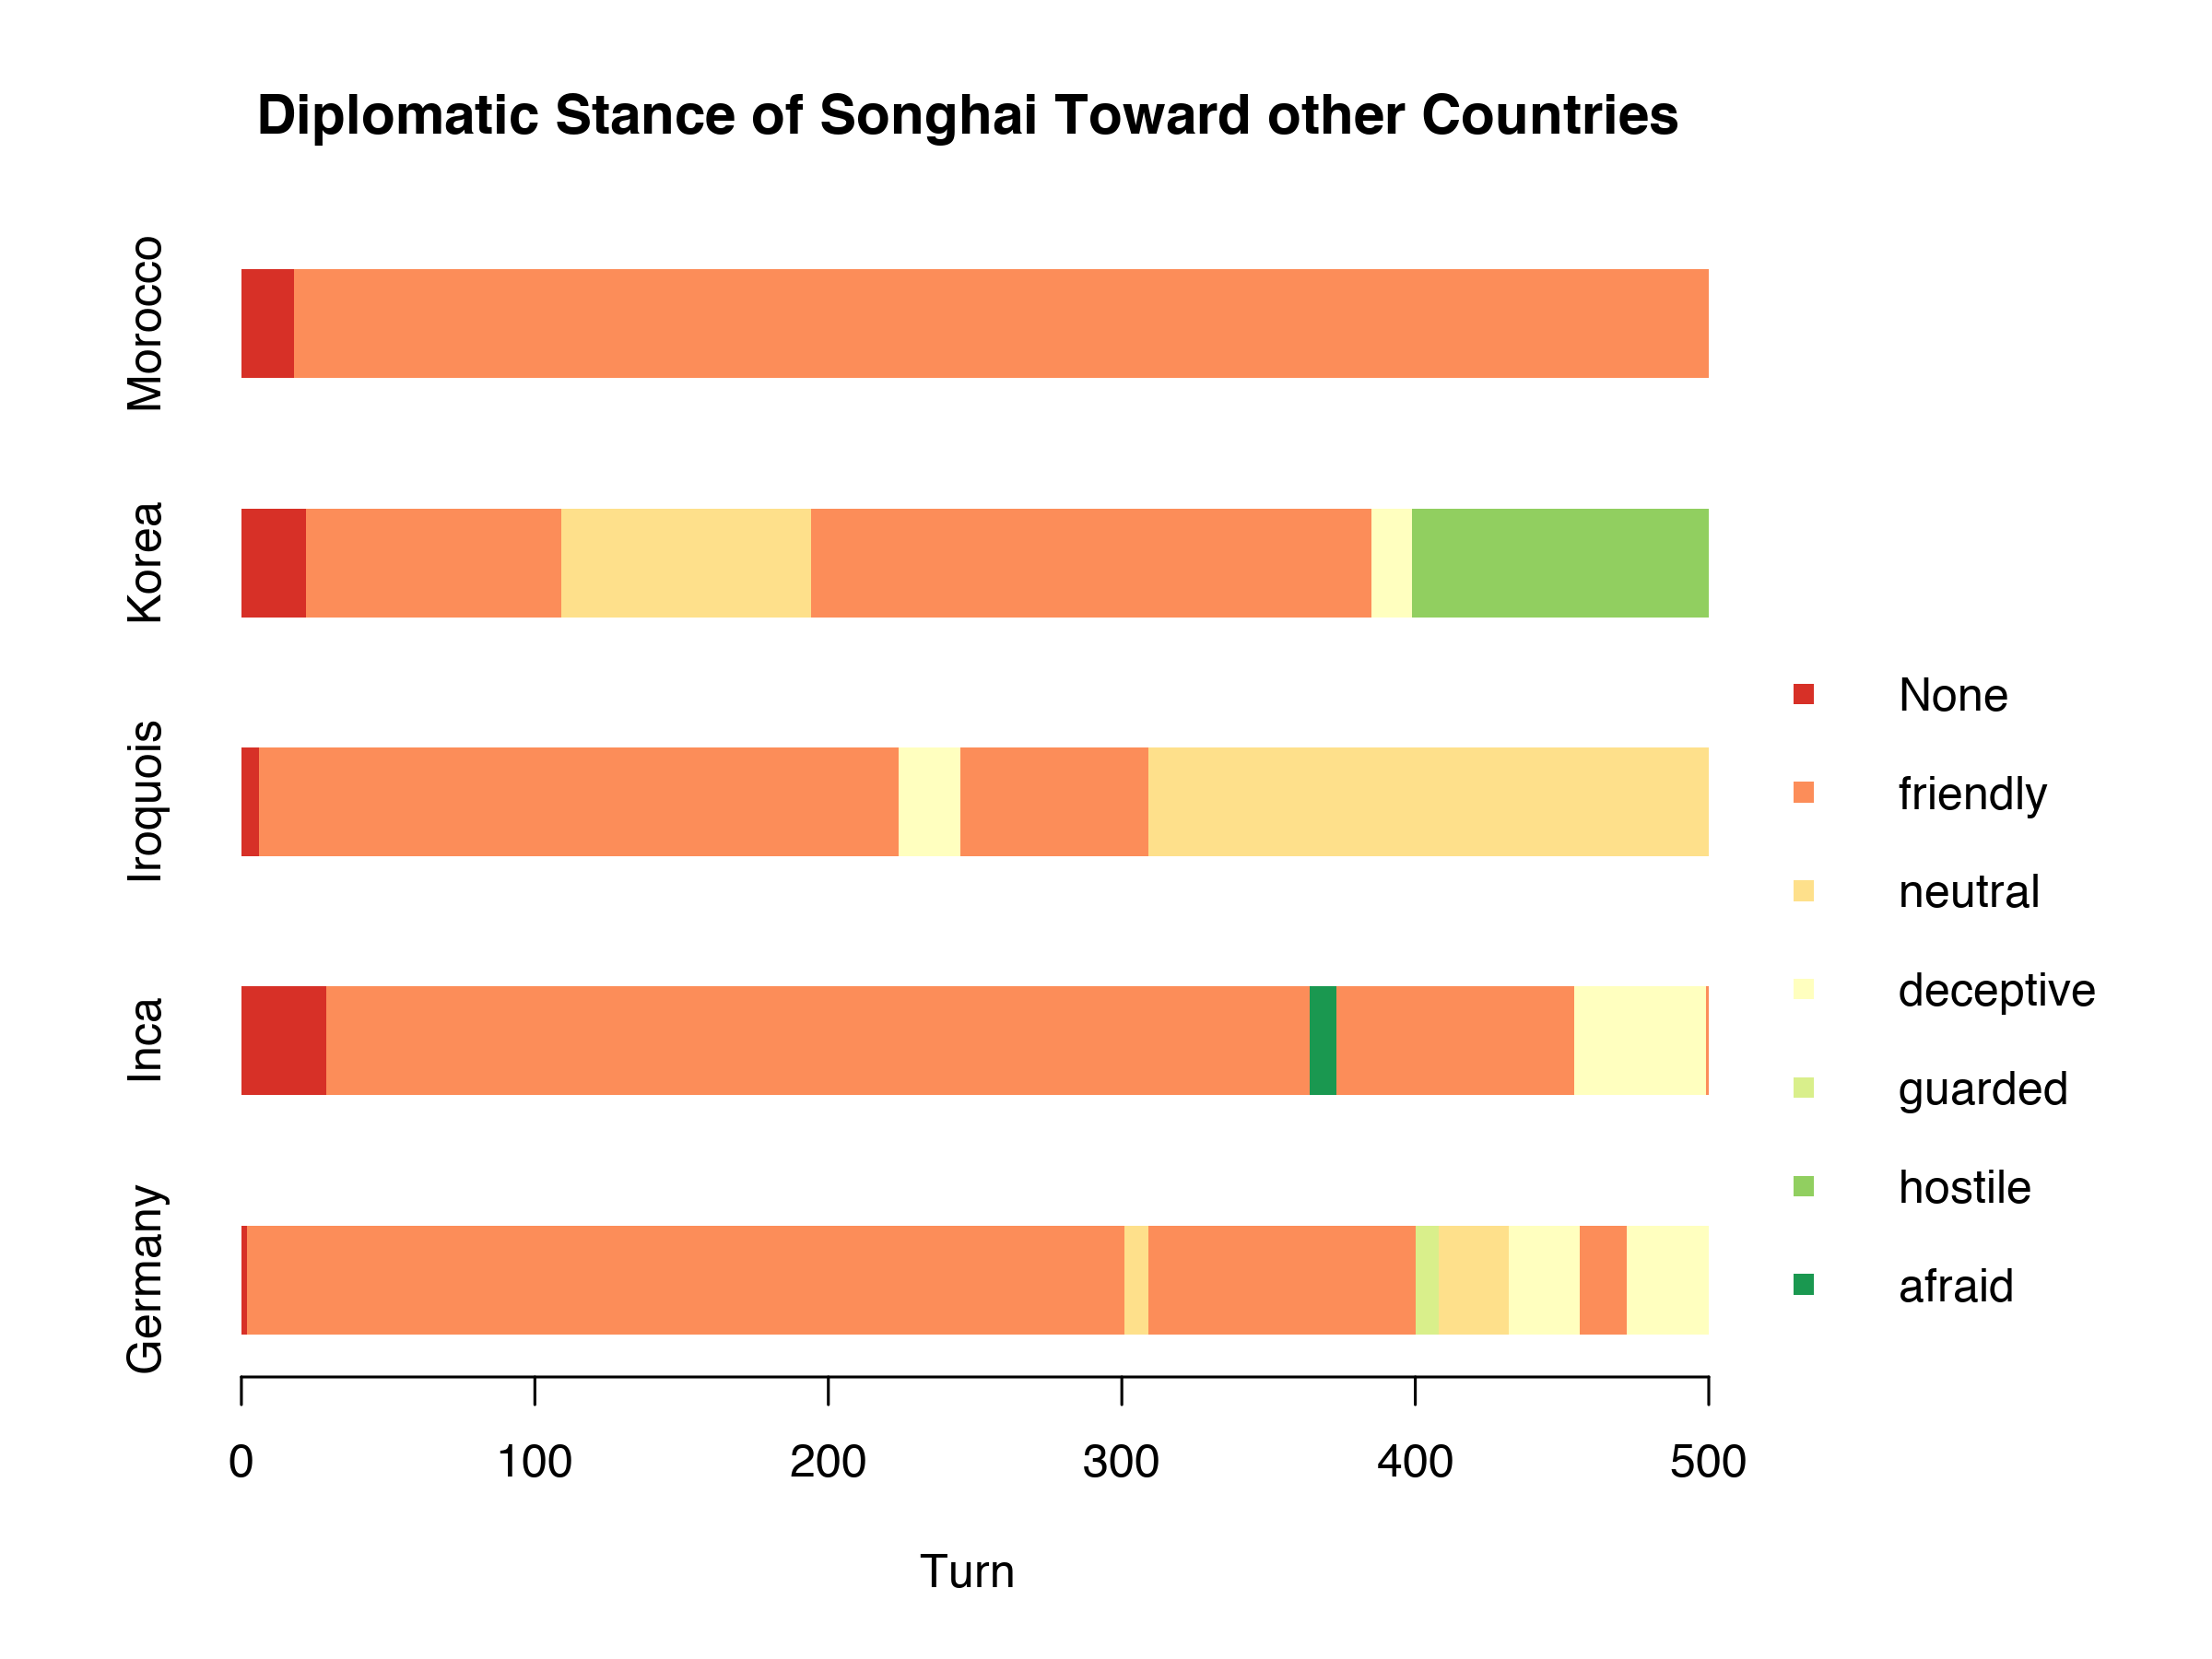 Diplomatic Stance of Songhai Toward other Countries
Morocco
Korea
Iroquois
Inca
Germany
None
friendly
neutral
deceptive
guarded
hostile
afraid
0 100 200 300 400 500
Turn